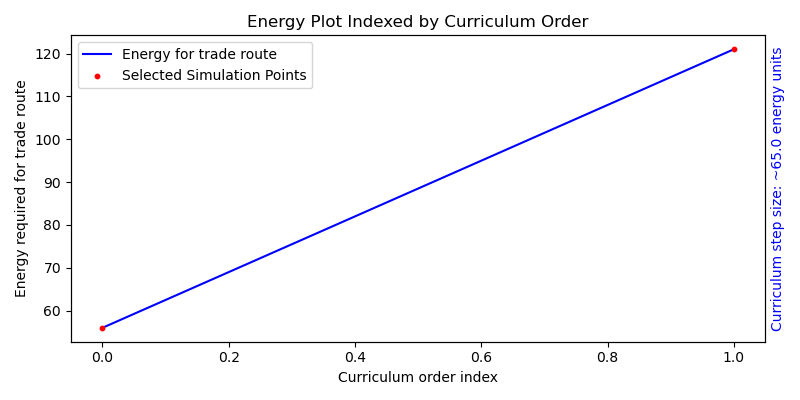 Energy Plot Indexed by Curriculum Order
Energy for trade route
Selected Simulation Points
Energy required for trade route
120
110
100
90
80
70
60
0.0
0.2
0.4
0.6
0.8
1.0
Curriculum order index
Curriculum step size: ~65.0 energy units